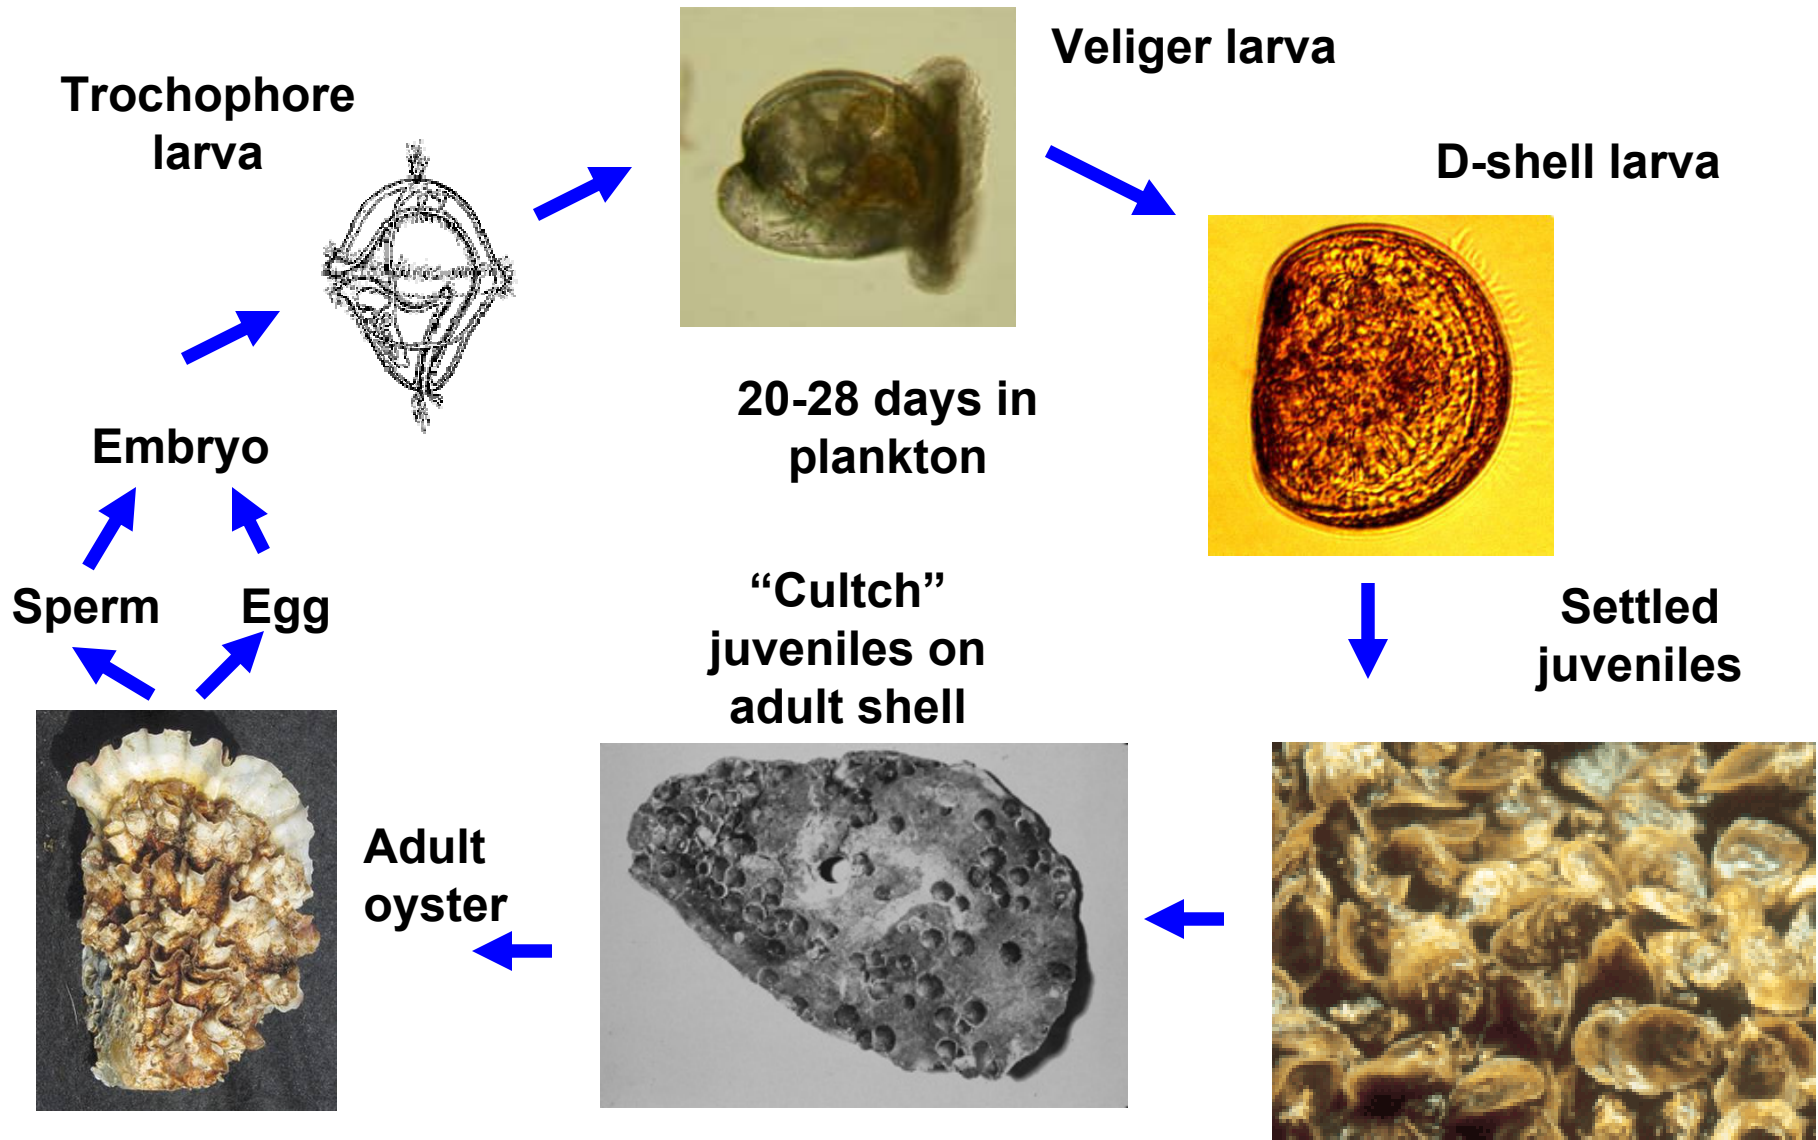 Trochophore
larva
Veliger larva
D-shell larva
20-28 days in
plankton
Embryo
Sperm
Egg
“Cultch”
juveniles on
adult shell
Settled
juveniles
Adult
oyster